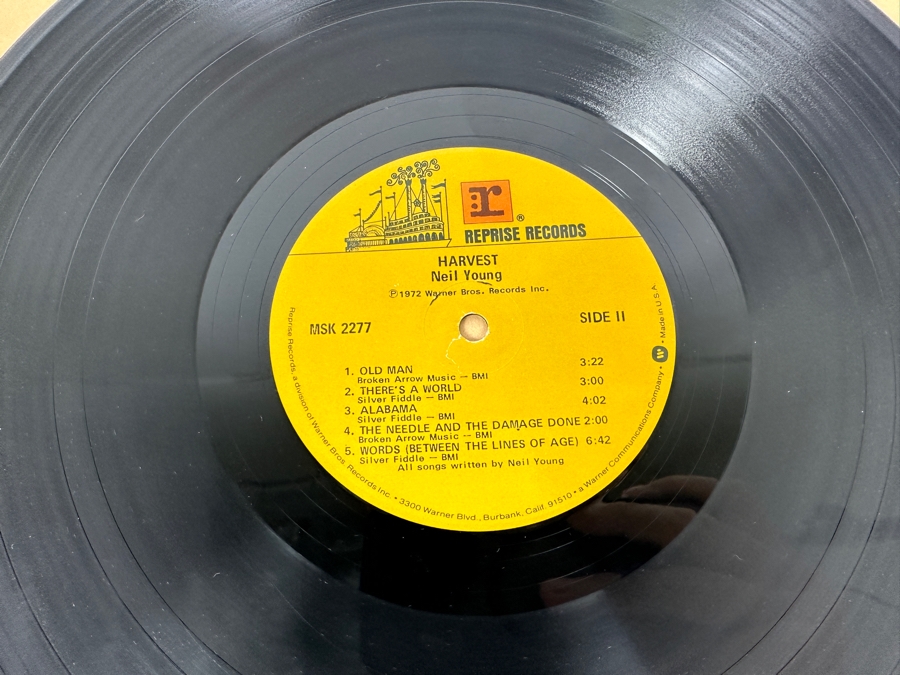 r
®
REPRISE RECORDS
HARVEST
Neil Young
℗1972 Warner Bros. Records Inc.
MSK 2277
SIDE II
1. OLD MAN 3:22
Broken Arrow Music — BMI
2. THERE'S A WORLD 3:00
Silver Fiddle — BMI
3. ALABAMA 4:02
Silver Fiddle — BMI
4. THE NEEDLE AND THE DAMAGE DONE 2:00
Broken Arrow Music -- BMI
5. WORDS (BETWEEN THE LINES OF AGE) 6:42
Silver Fiddle — BMI
All songs written by Neil Young
Reprise Records, a division of Warner Bros. Records Inc. • 3300 Warner Blvd., Burbank, Calif. 91510 • a Warner Communications Company • W • Made in U.S.A.